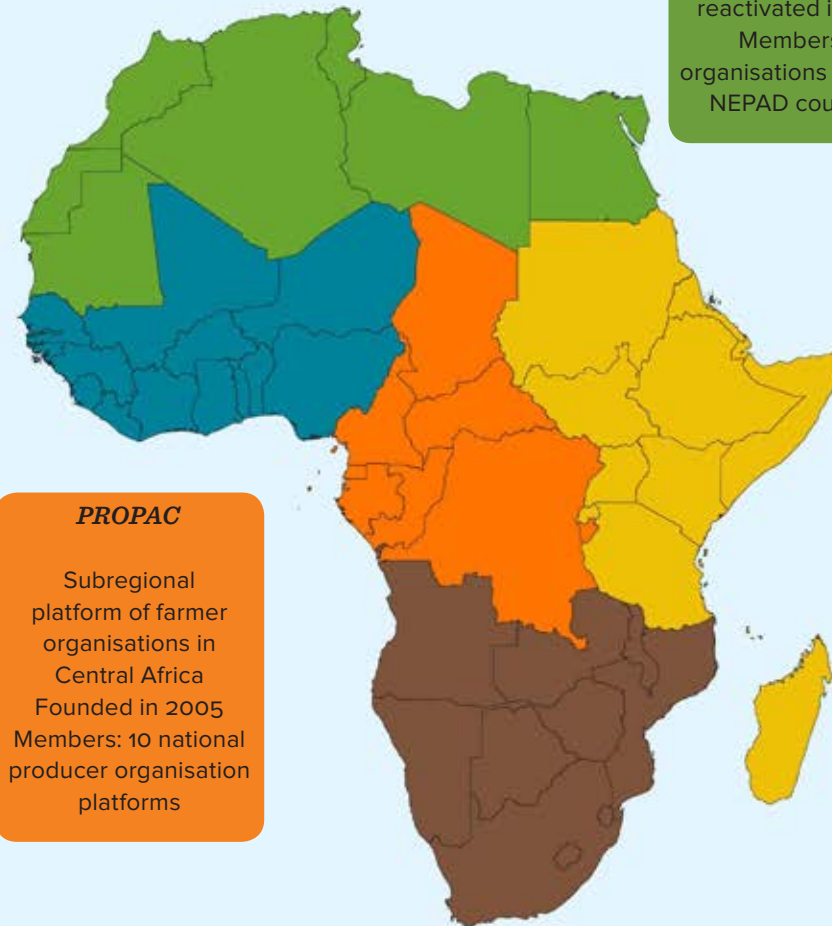 reactivated i
Members
organisations
NEPAD cou
PROPAC
Subregional
platform of farmer
organisations in
Central Africa
Founded in 2005
Members: 10 national
producer organisation
platforms